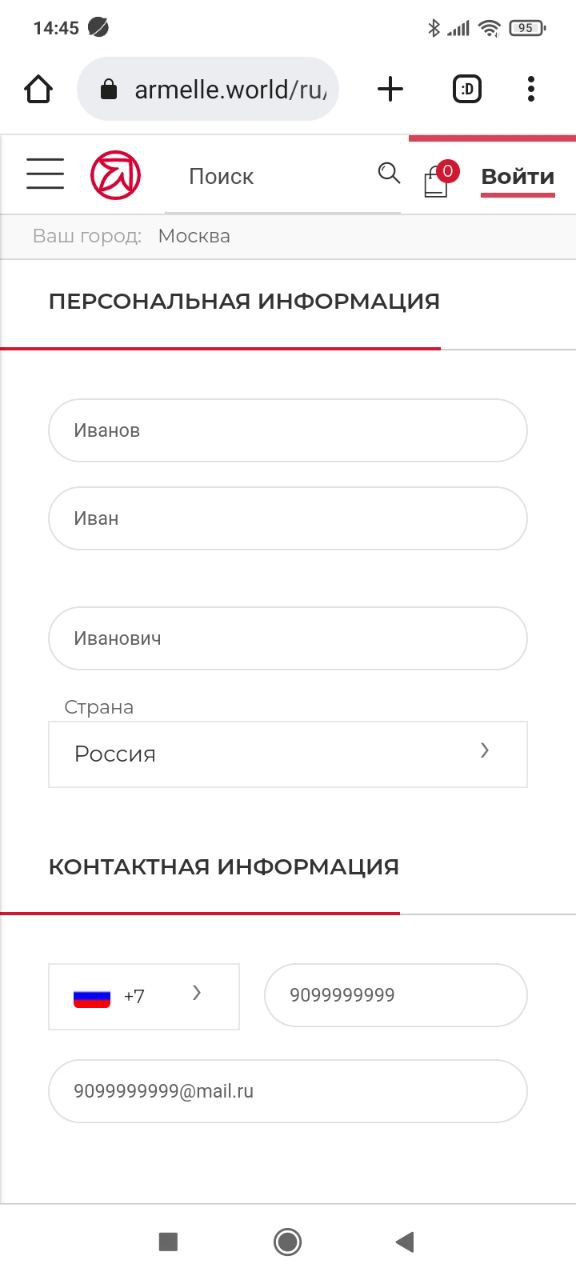 14:45 95
armelle.world/ru/ :D
Поиск 0 Войти
Ваш город: Москва
ПЕРСОНАЛЬНАЯ ИНФОРМАЦИЯ
Иванов
Иван
Иванович
Страна
Россия
КОНТАКТНАЯ ИНФОРМАЦИЯ
+7 9099999999
9099999999@mail.ru